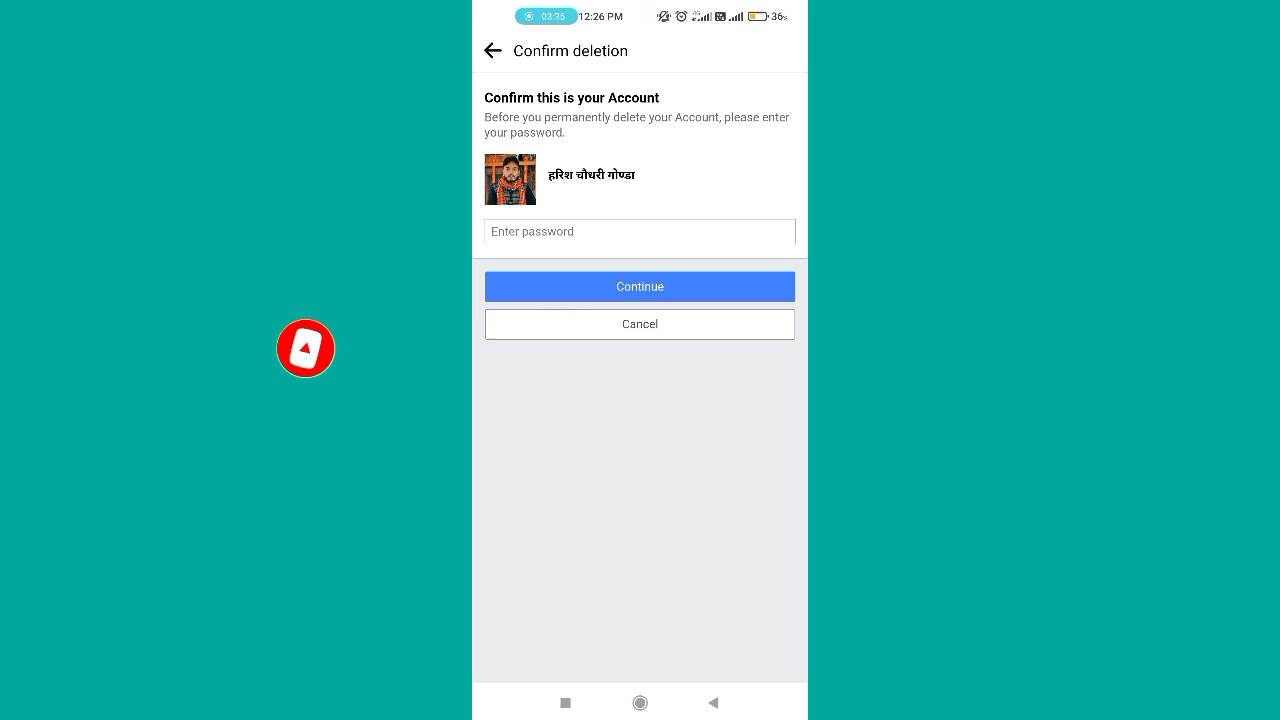 03:35 12:26 PM 4G 36%
Confirm deletion
Confirm this is your Account
Before you permanently delete your Account, please enter
your password.
हरिश चौधरी गोण्डा
Enter password
Continue
Cancel